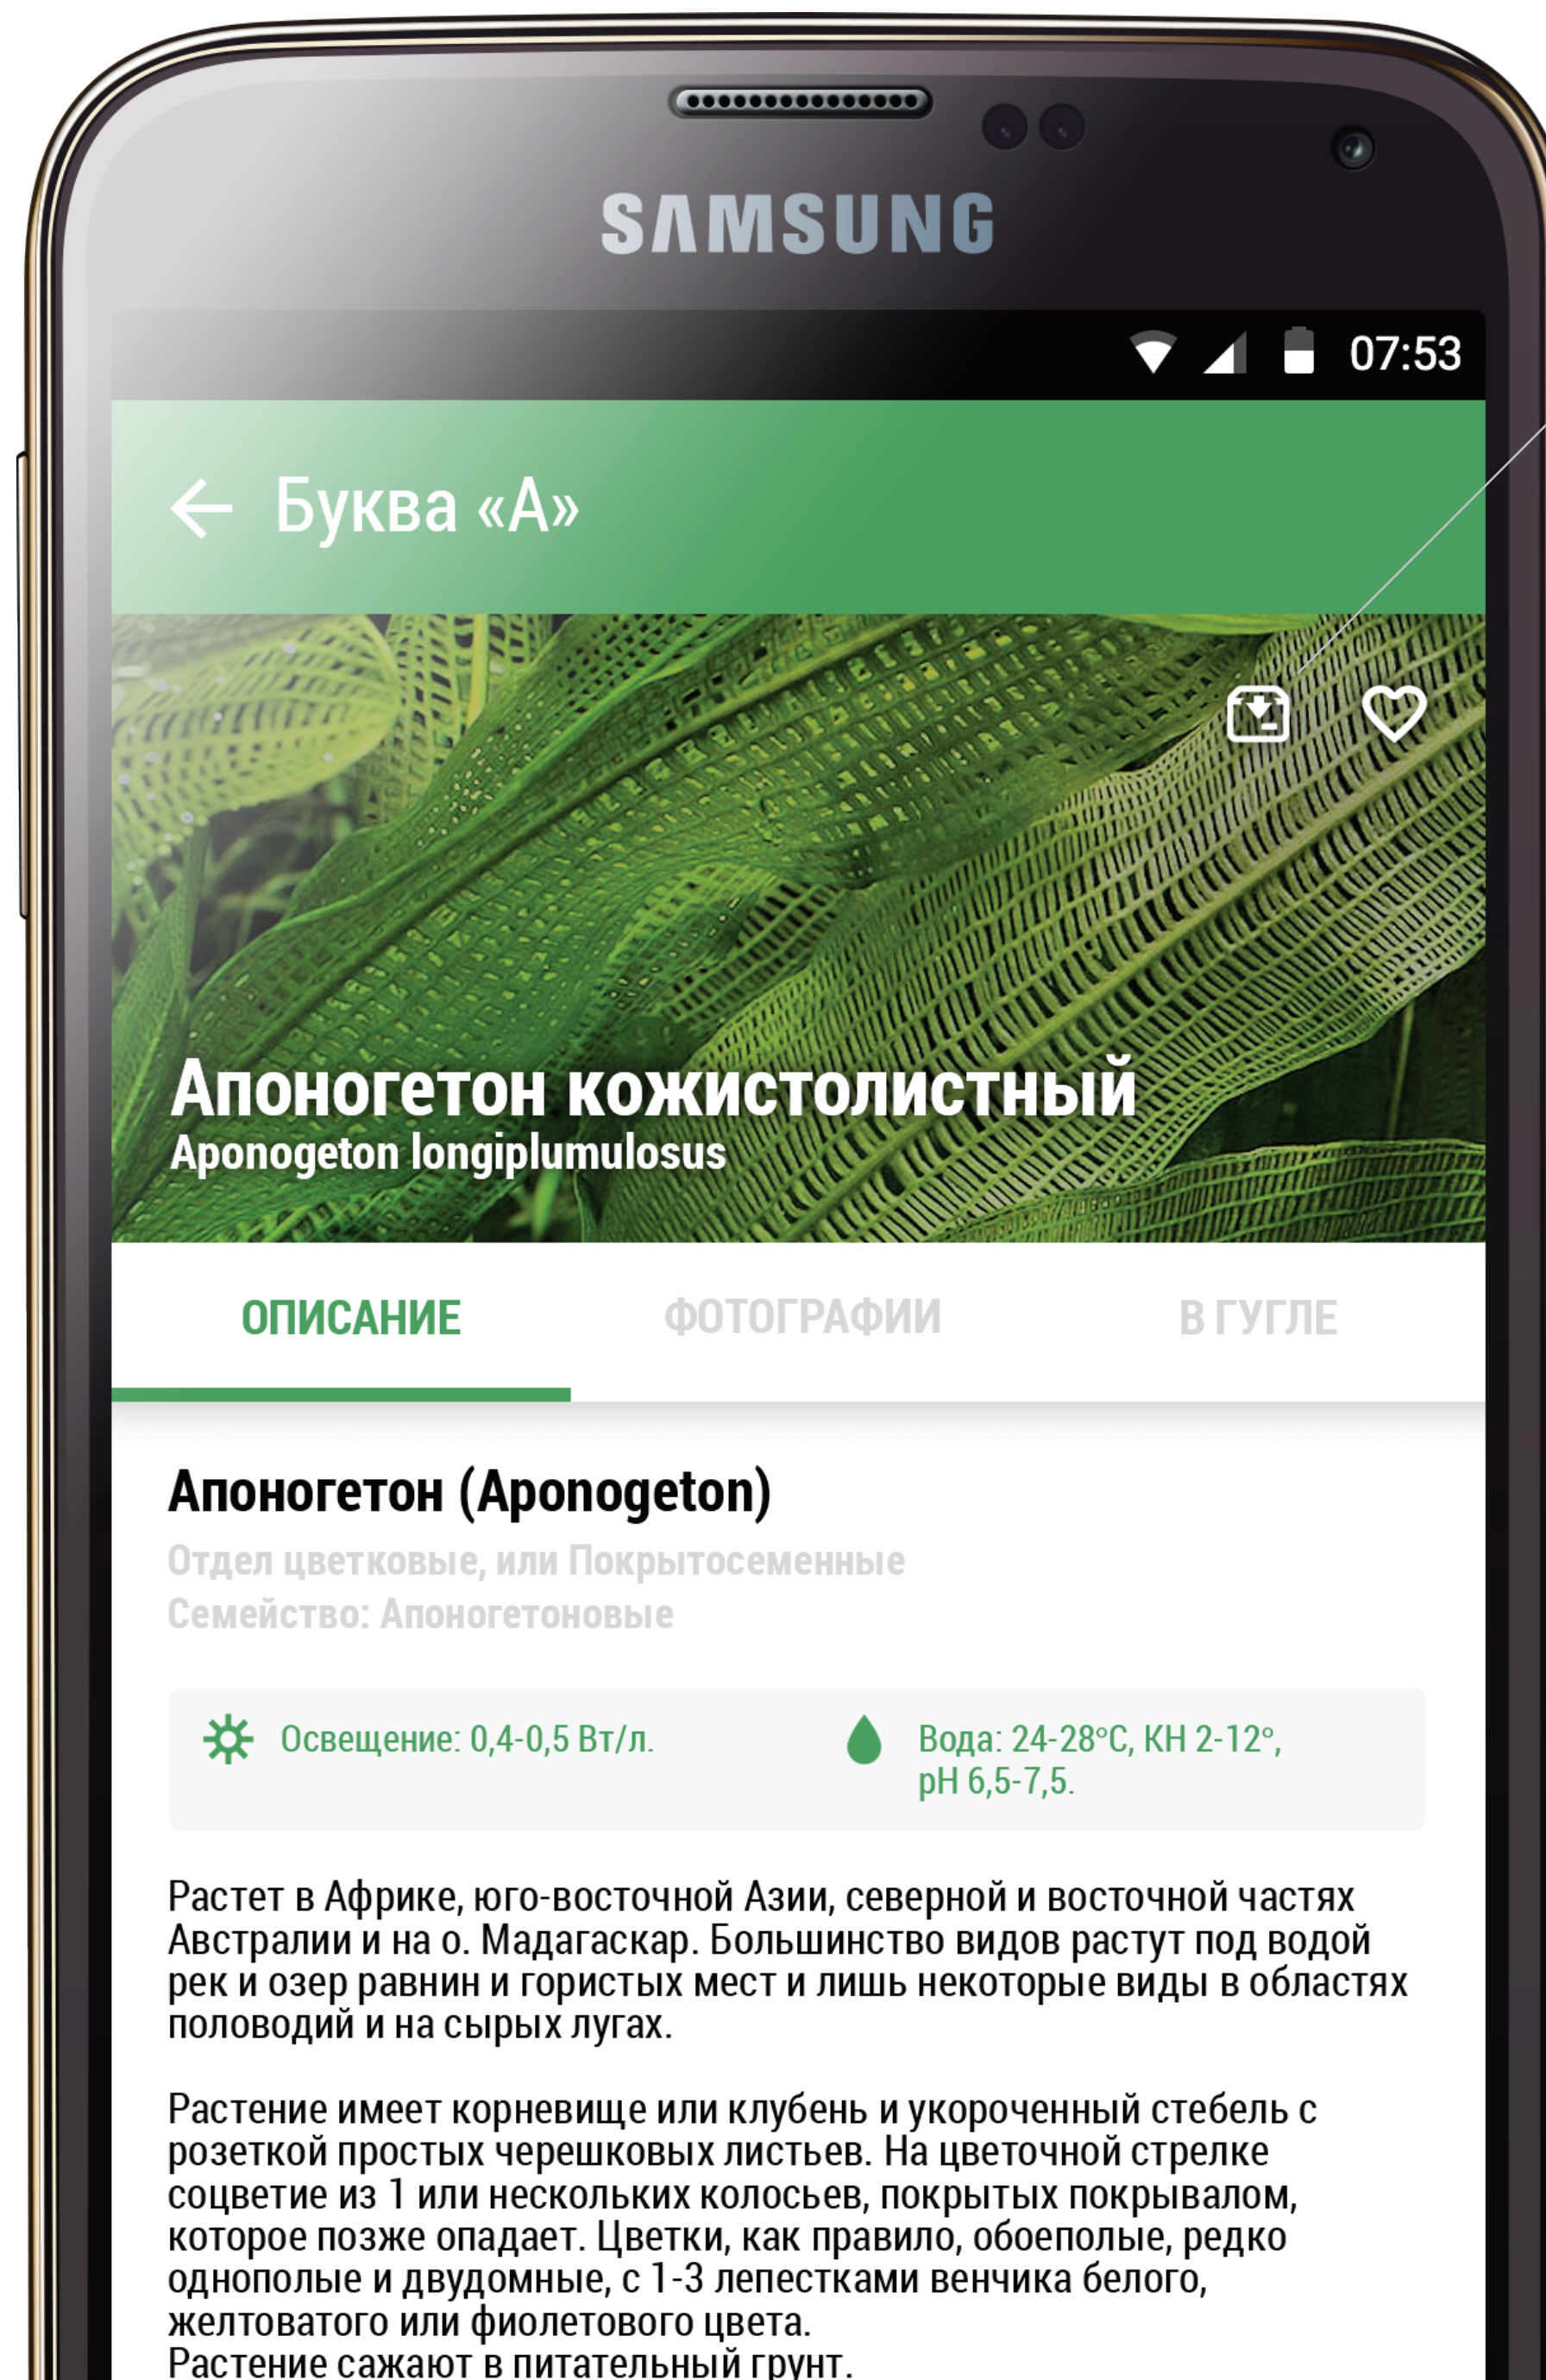 SAMSUNG
07:53
Буква «А»
Апоногетон кожистолистный
Aponogeton longiplumulosus
ОПИСАНИЕ ФОТОГРАФИИ В ГУГЛЕ
Апоногетон (Aponogeton)
Отдел цветковые, или Покрытосеменные
Семейство: Апоногетоновые
Освещение: 0,4-0,5 Вт/л.
Вода: 24-28°C, КН 2-12°,
pH 6,5-7,5.
Растет в Африке, юго-восточной Азии, северной и восточной частях
Австралии и на о. Мадагаскар. Большинство видов растут под водой
рек и озер равнин и гористых мест и лишь некоторые виды в областях
половодий и на сырых лугах.
Растение имеет корневище или клубень и укороченный стебель с
розеткой простых черешковых листьев. На цветочной стрелке
соцветие из 1 или нескольких колосьев, покрытых покрывалом,
которое позже опадает. Цветки, как правило, обоеполые, редко
однополые и двудомные, с 1-3 лепестками венчика белого,
желтоватого или фиолетового цвета.
Растение сажают в питательный грунт.